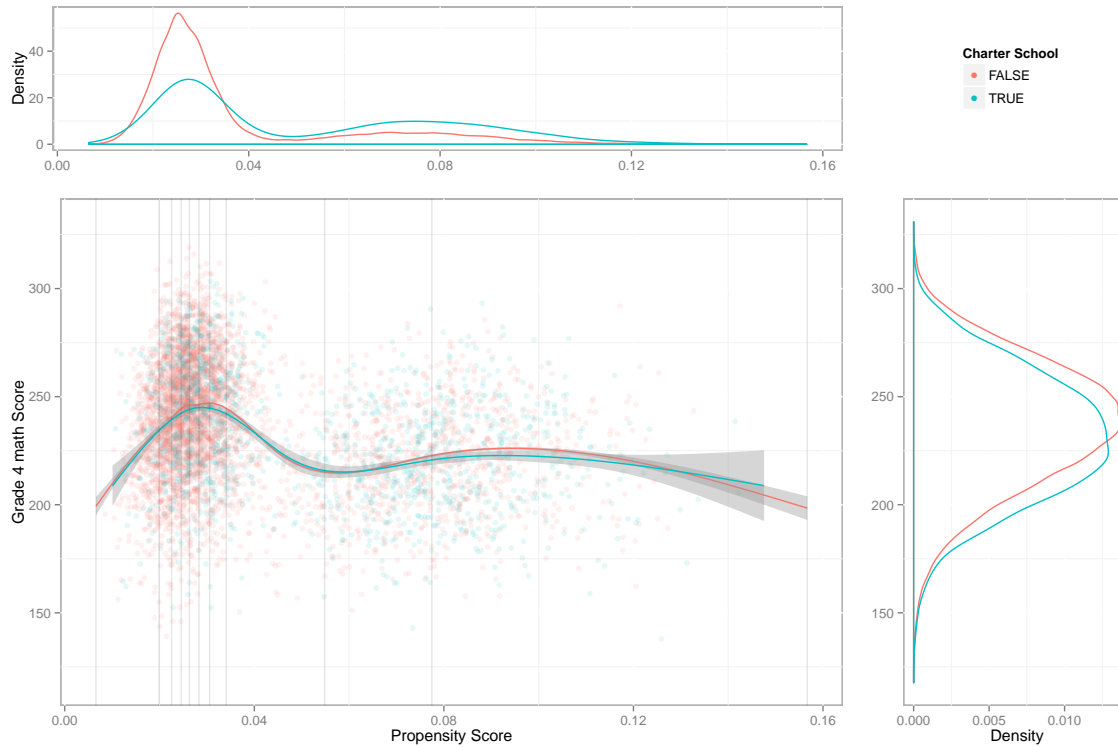 Density
40
20
0
0.00 0.04 0.08 0.12 0.16
Charter School
FALSE
TRUE
Grade 4 math Score
300
250
200
150
0.00 0.04 0.08 0.12 0.16
Propensity Score
300
250
200
150
0.000 0.005 0.010
Density